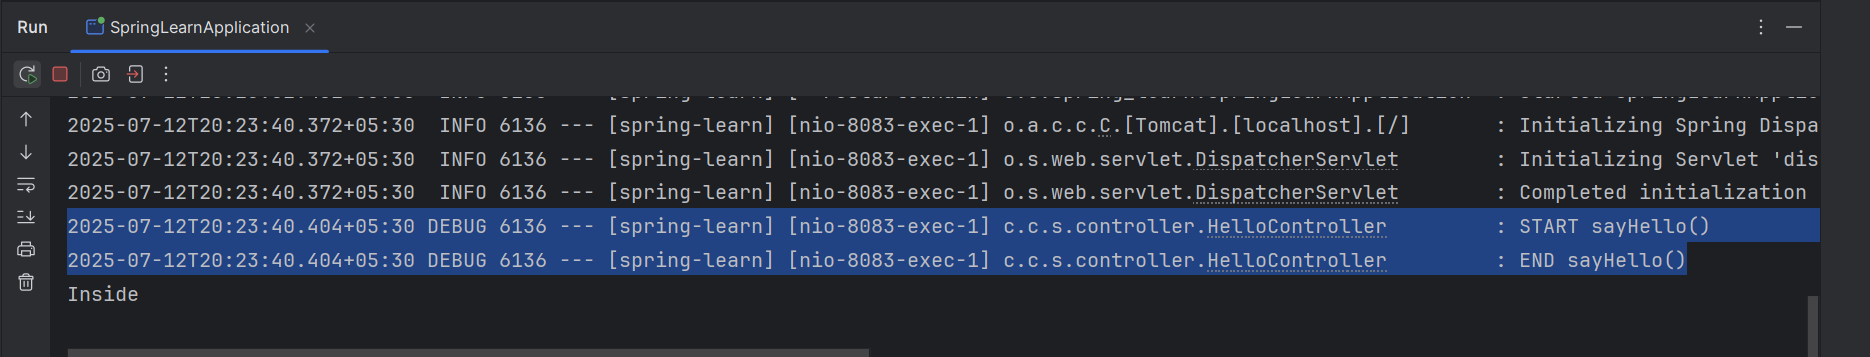 Run SpringLearnApplication
2025-07-12T20:23:40.372+05:30  INFO 6136 --- [spring-learn] [nio-8083-exec-1] o.a.c.c.C.[Tomcat].[localhost].[/]       : Initializing Spring Dispa
2025-07-12T20:23:40.372+05:30  INFO 6136 --- [spring-learn] [nio-8083-exec-1] o.s.web.servlet.DispatcherServlet        : Initializing Servlet 'dis
2025-07-12T20:23:40.372+05:30  INFO 6136 --- [spring-learn] [nio-8083-exec-1] o.s.web.servlet.DispatcherServlet        : Completed initialization
2025-07-12T20:23:40.404+05:30 DEBUG 6136 --- [spring-learn] [nio-8083-exec-1] c.c.s.controller.HelloController         : START sayHello()
2025-07-12T20:23:40.404+05:30 DEBUG 6136 --- [spring-learn] [nio-8083-exec-1] c.c.s.controller.HelloController         : END sayHello()
Inside